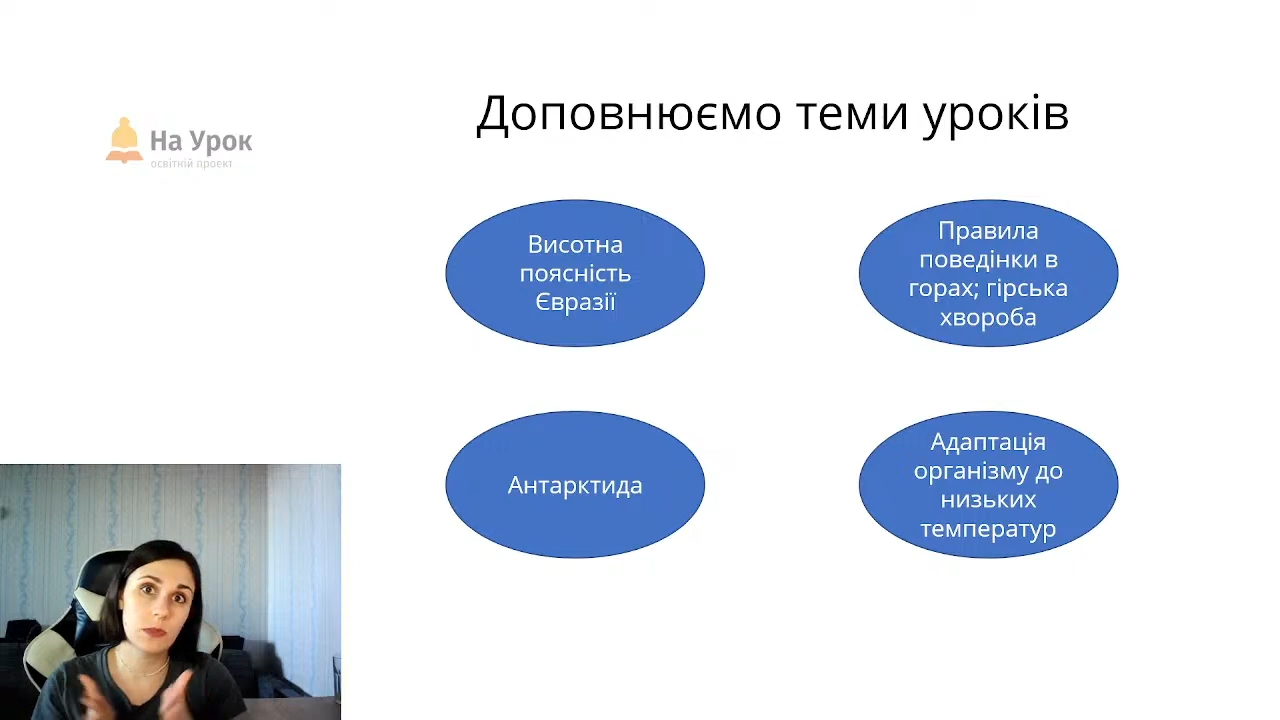 Доповнюємо теми уроків
На Урок
освітній проект
Висотна
поясність
Євразії
Правила
поведінки в
горах; гірська
хвороба
Антарктида
Адаптація
організму до
низьких
температур